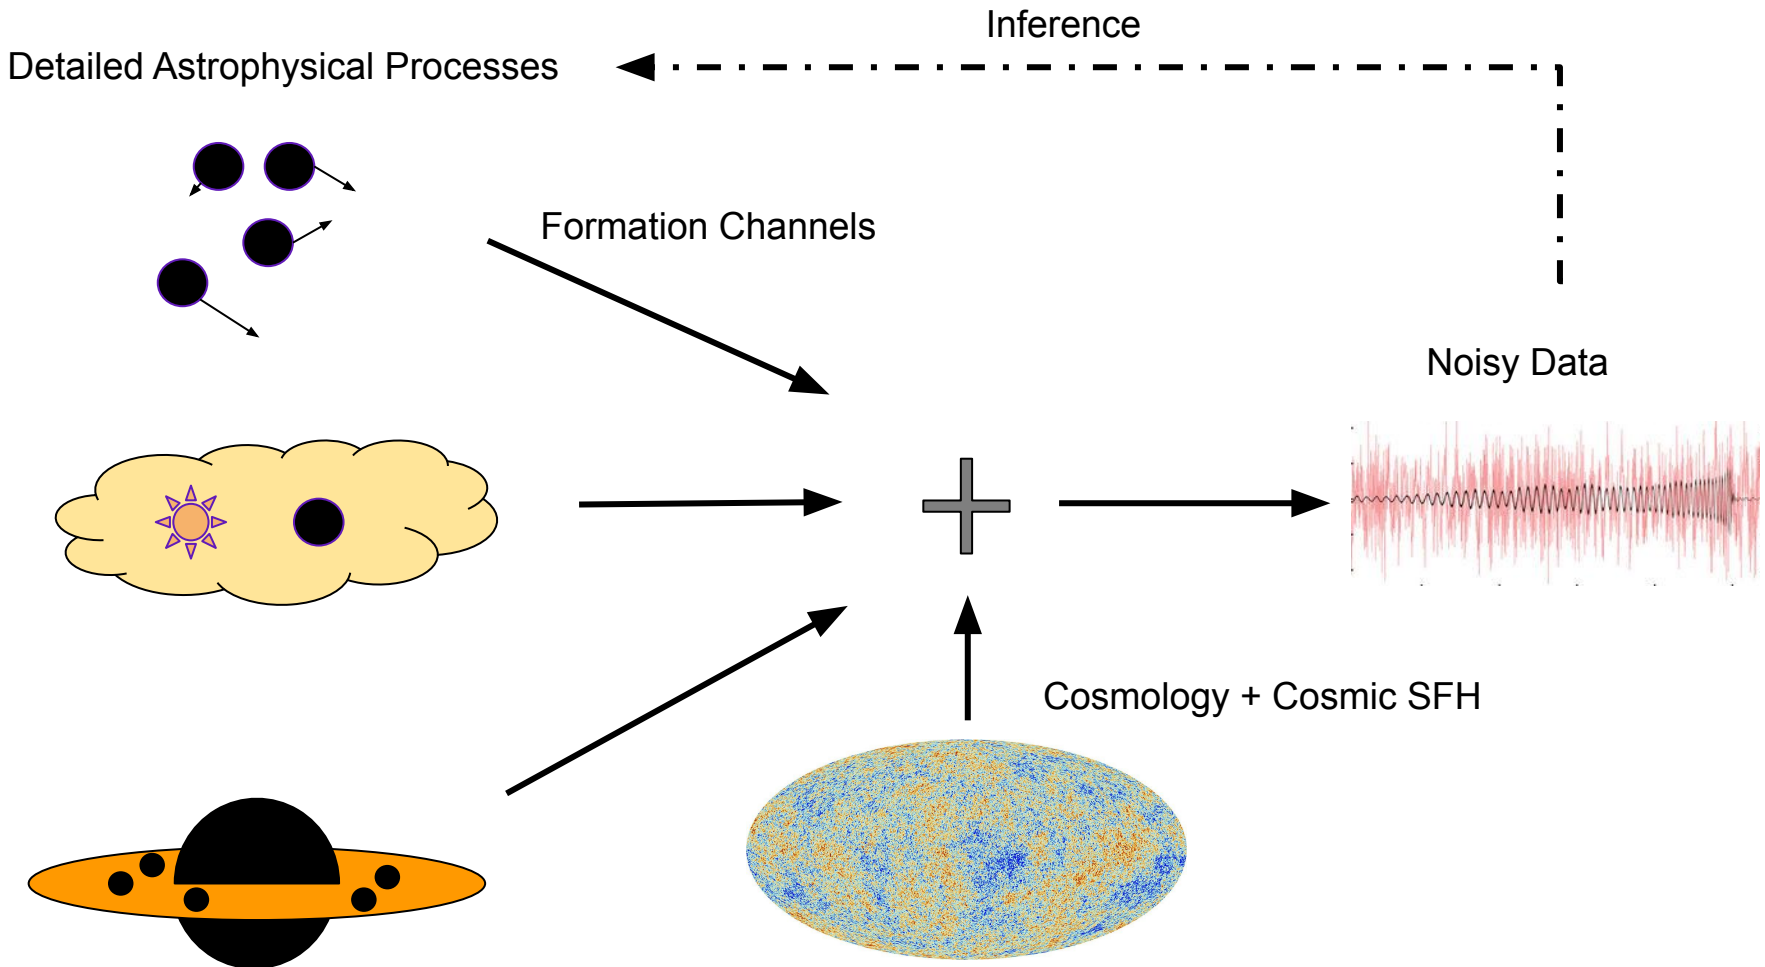 Inference
Detailed Astrophysical Processes
Formation Channels
Noisy Data
Cosmology + Cosmic SFH